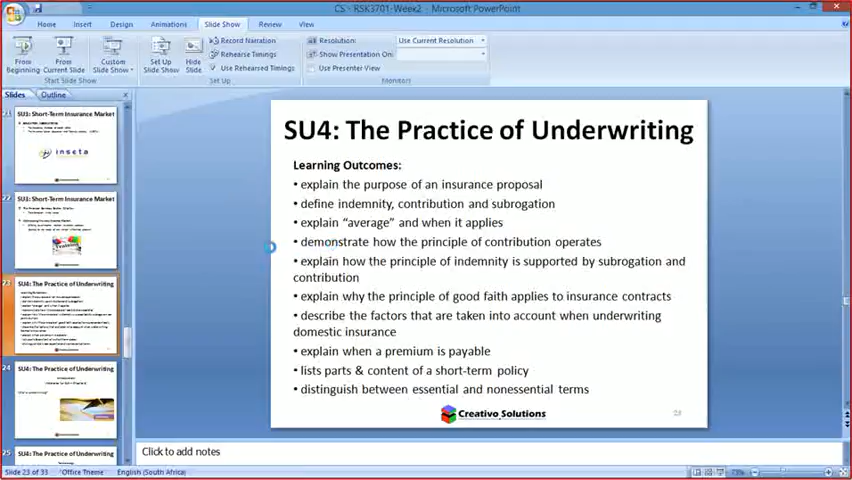 CS - RSK3701-Week2 - Microsoft PowerPoint
Home Insert Design Animations Slide Show Review View
From Beginning
From Current Slide
Custom Slide Show
Set Up Slide Show
Hide Slide
Record Narration
Rehearse Timings
Use Rehearsed Timings
Resolution: Use Current Resolution
Show Presentation On:
Use Presenter View
Start Slide Show Set Up Monitors
Slides Outline
21
SU3: Short-Term Insurance Market
inseta
22
SU3: Short-Term Insurance Market
23
SU4: The Practice of Underwriting
24
SU4: The Practice of Underwriting
25
SU4: The Practice of Underwriting
SU4: The Practice of Underwriting
Learning Outcomes:
• explain the purpose of an insurance proposal
• define indemnity, contribution and subrogation
• explain “average” and when it applies
• demonstrate how the principle of contribution operates
• explain how the principle of indemnity is supported by subrogation and
contribution
• explain why the principle of good faith applies to insurance contracts
• describe the factors that are taken into account when underwriting
domestic insurance
• explain when a premium is payable
• lists parts & content of a short-term policy
• distinguish between essential and nonessential terms
Creativo Solutions
23
Click to add notes
Slide 23 of 33 "Office Theme" English (South Africa) 73%